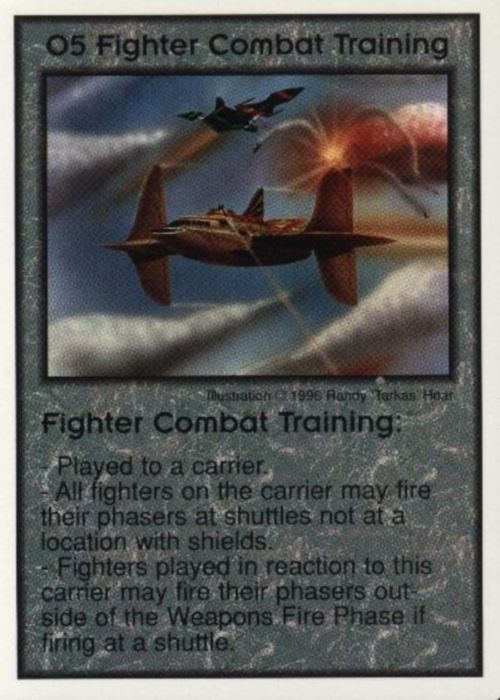 05 Fighter Combat Training
Illustration © 1996 Randy 'Tarkas' Hoar
Fighter Combat Training:
- Played to a carrier.
- All fighters on the carrier may fire
their phasers at shuttles not at a
location with shields.
- Fighters played in reaction to this
carrier may fire their phasers out-
side of the Weapons Fire Phase if
firing at a shuttle.